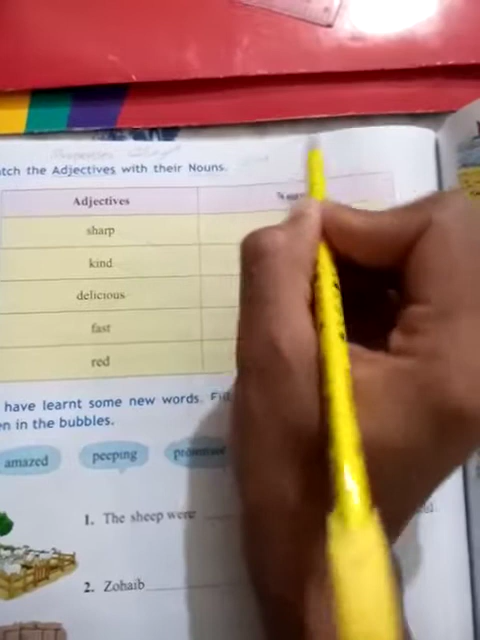 tch the Adjectives with their Nouns.
Adjectives
sharp
kind
delicious
fast
red
have learnt some new words. Fill
en in the bubbles.
amazed peeping
1. The sheep were
2. Zohaib